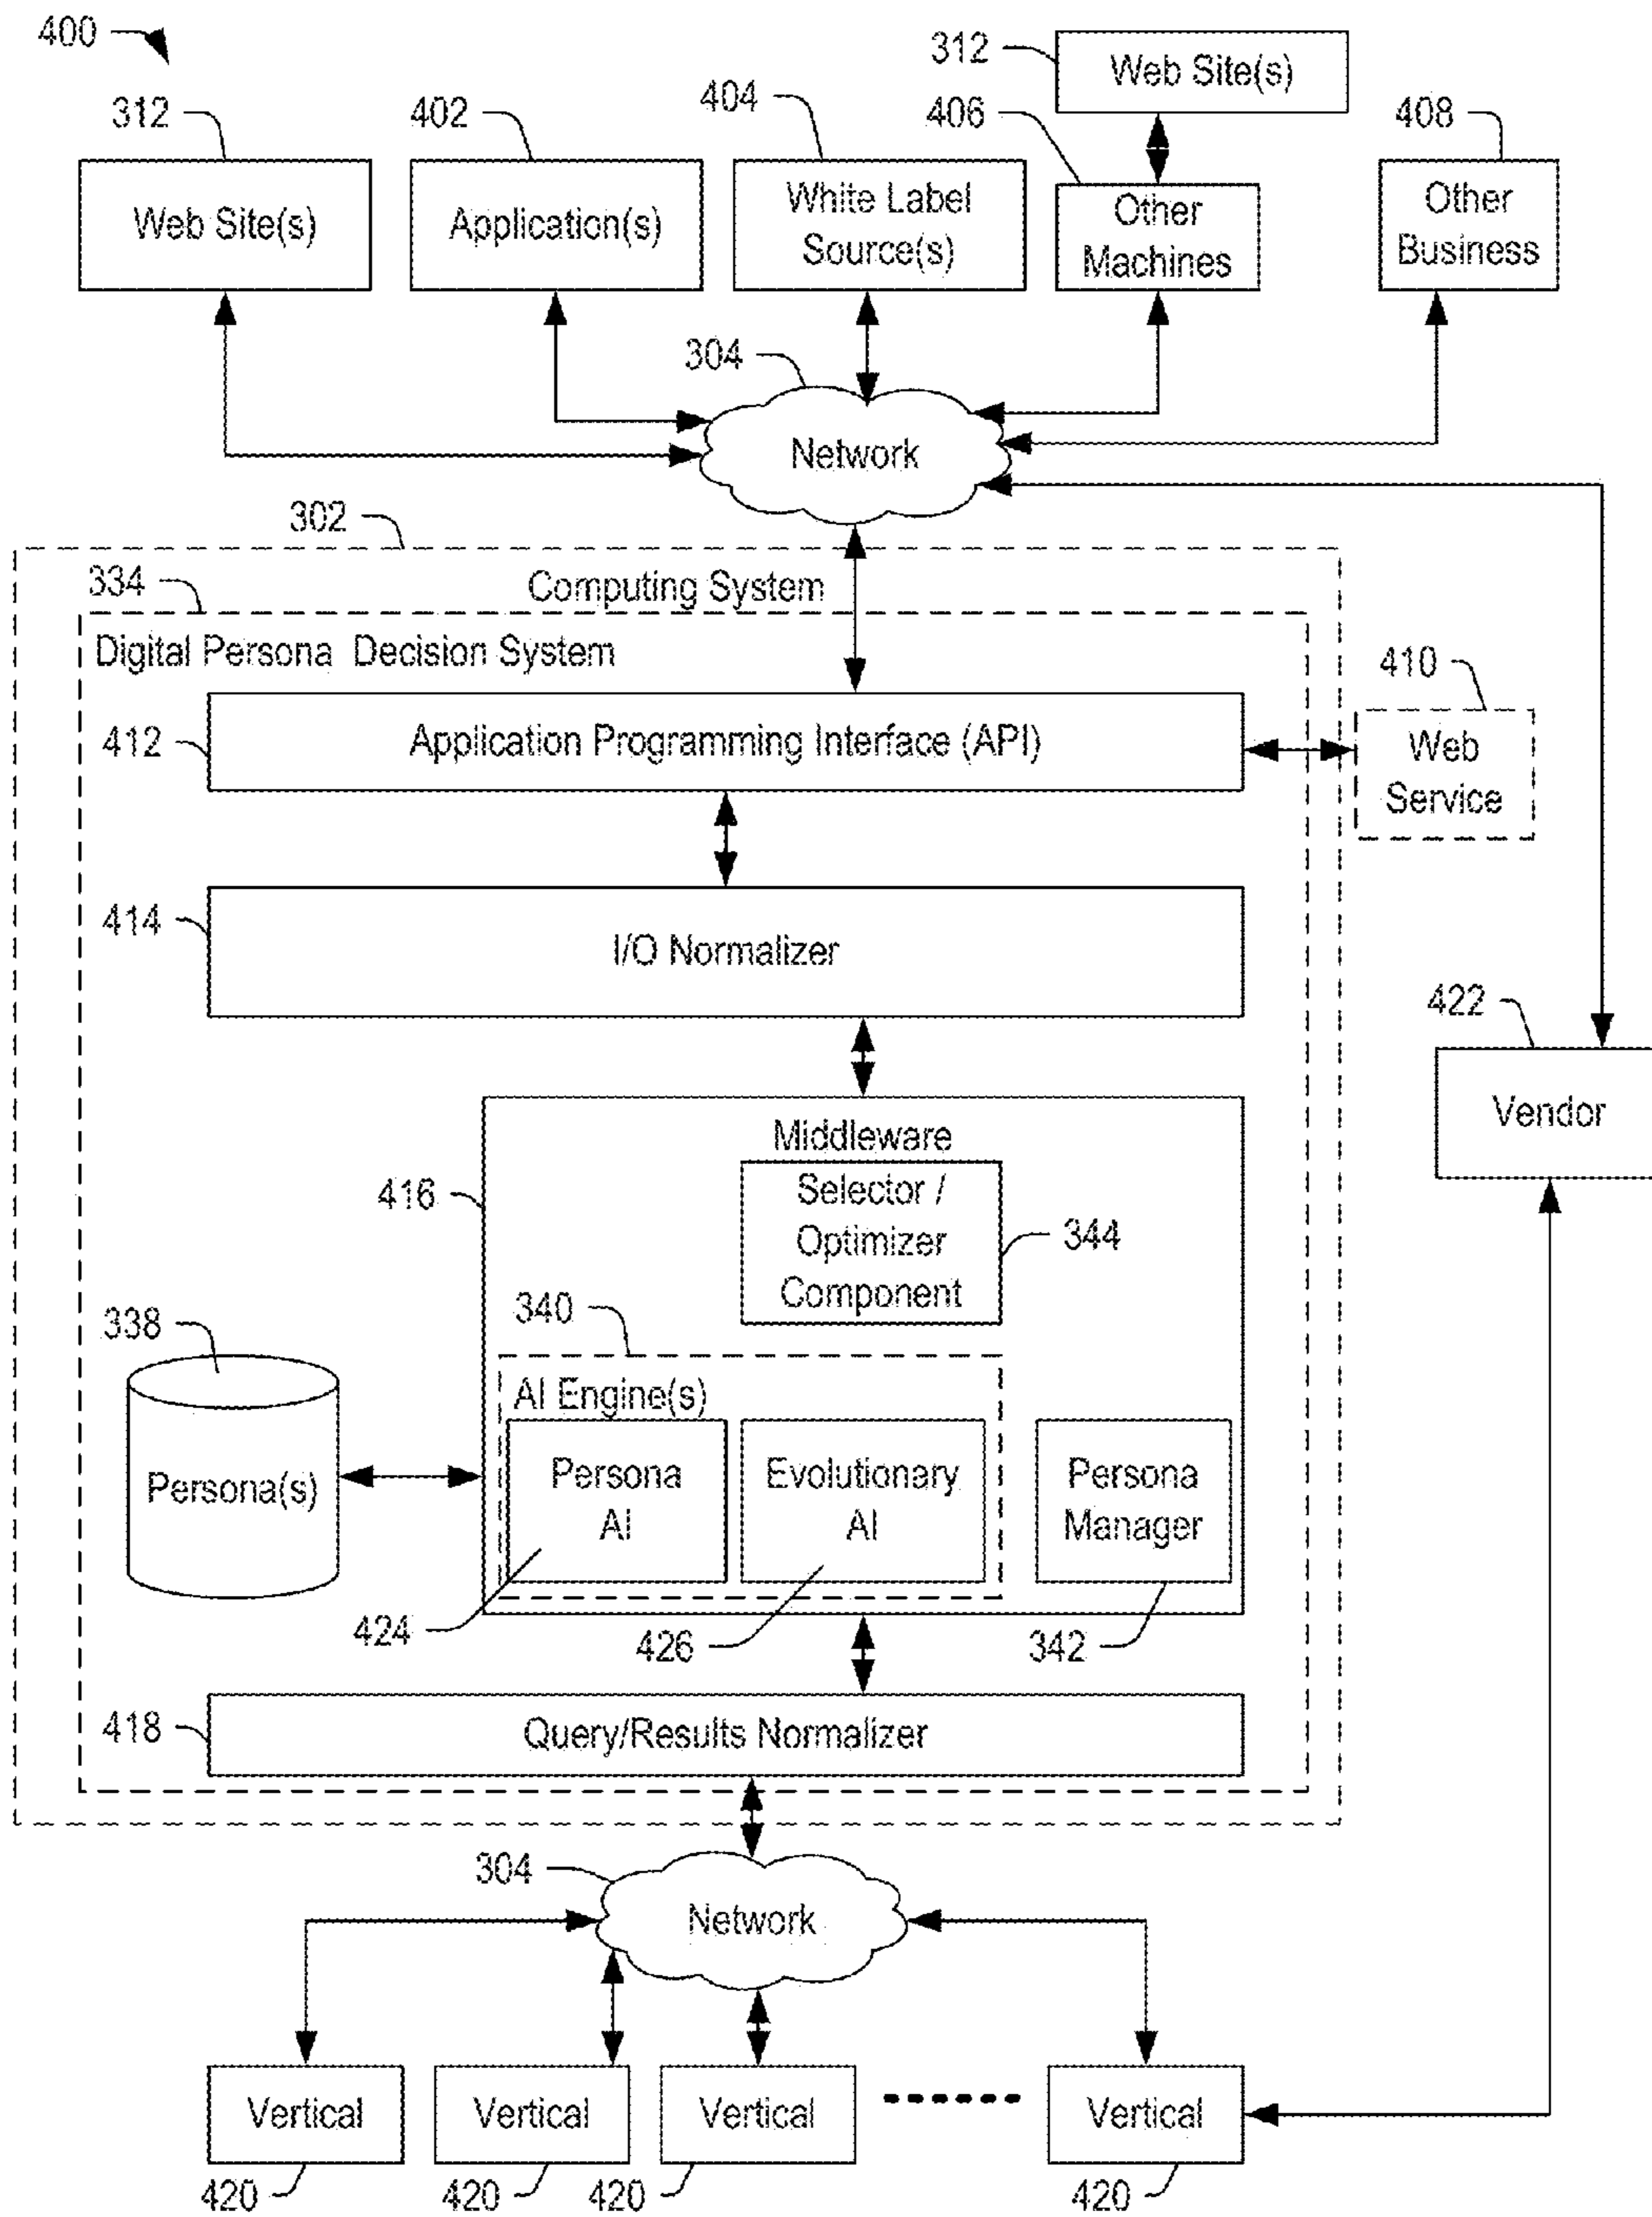 400
312
Web Site(s)
312
402
404
406
408
Web Site(s)
Application(s)
White Label
Source(s)
Other
Machines
Other
Business
304
Network
302
Computing System
334
Digital Persona Decision System
410
Web
Service
412
Application Programming Interface (API)
414
I/O Normalizer
422
Vendor
416
Middleware
Selector /
Optimizer
Component
344
340
338
AI Engine(s)
Persona(s)
Persona
AI
Evolutionary
AI
Persona
Manager
424
426
342
418
Query/Results Normalizer
304
Network
Vertical
Vertical
Vertical
Vertical
420
420
420
420